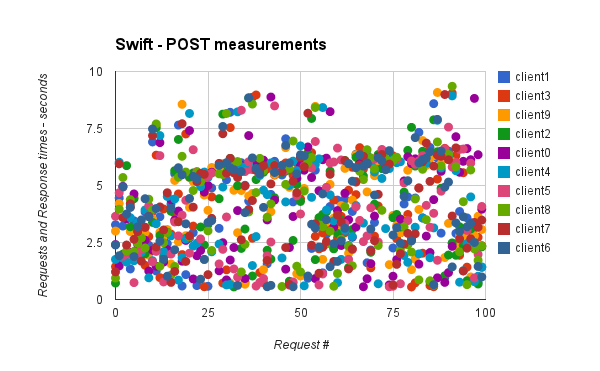 Swift - POST measurements
Requests and Response times - seconds
10
7.5
5
2.5
0
0
25
50
75
100
Request #
client1
client3
client9
client2
client0
client4
client5
client8
client7
client6